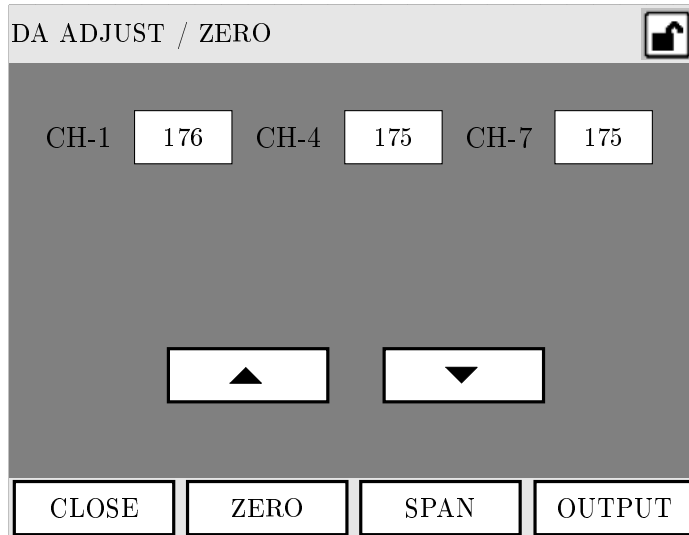 DA ADJUST / ZERO
CH-1 176 CH-4 175 CH-7 175
CLOSE ZERO SPAN OUTPUT